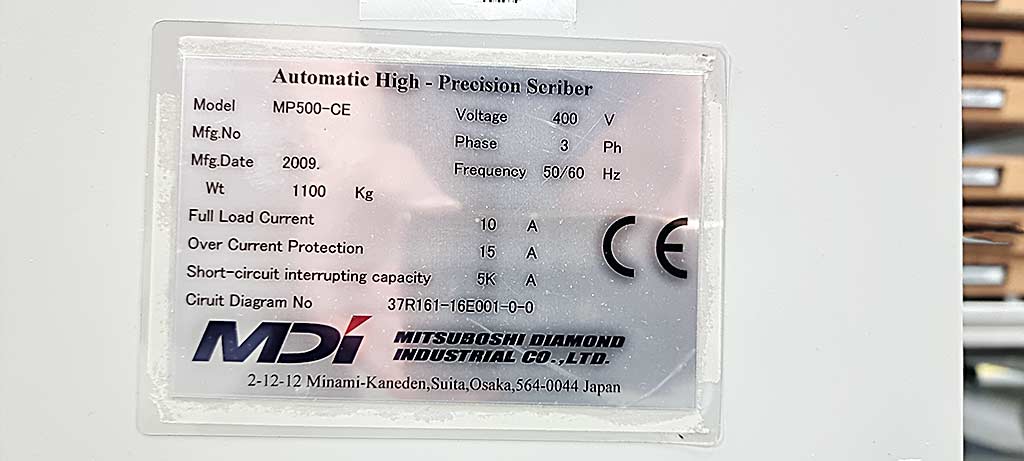 Automatic High - Precision Scriber
Model MP500-CE
Voltage 400 V
Mfg.No
Phase 3 Ph
Mfg.Date 2009.
Frequency 50/60 Hz
Wt 1100 Kg
Full Load Current 10 A
Over Current Protection 15 A
Short-circuit interrupting capacity 5K A
CE
Ciruit Diagram No 37R161-16E001-0-0
MDi MITSUBOSHI DIAMOND
INDUSTRIAL CO.,LTD.
2-12-12 Minami-Kaneden,Suita,Osaka,564-0044 Japan